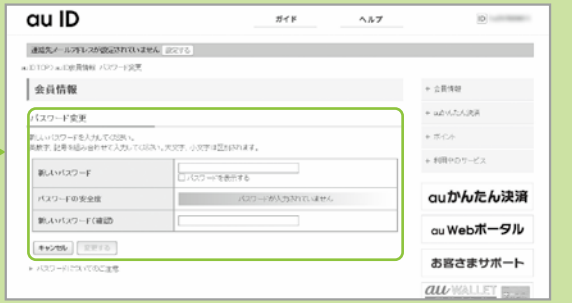 au ID
ガイド
ヘルプ
ID
連絡先メールアドレスが設定されていません 設定する
au ID TOP> au ID会員情報 パスワード変更
会員情報
パスワード変更
新しいパスワードを入力してください。
英数字、記号を組み合わせて入力してください。大文字、小文字は区別されます。
新しいパスワード
パスワードを表示する
パスワードの安全度
パスワードが入力されていません
新しいパスワード(確認)
キャンセル
変更する
パスワードについてのご注意
会員情報
auかんたん決済
ポイント
利用中のサービス
auかんたん決済
au Webポータル
お客さまサポート
au WALLET